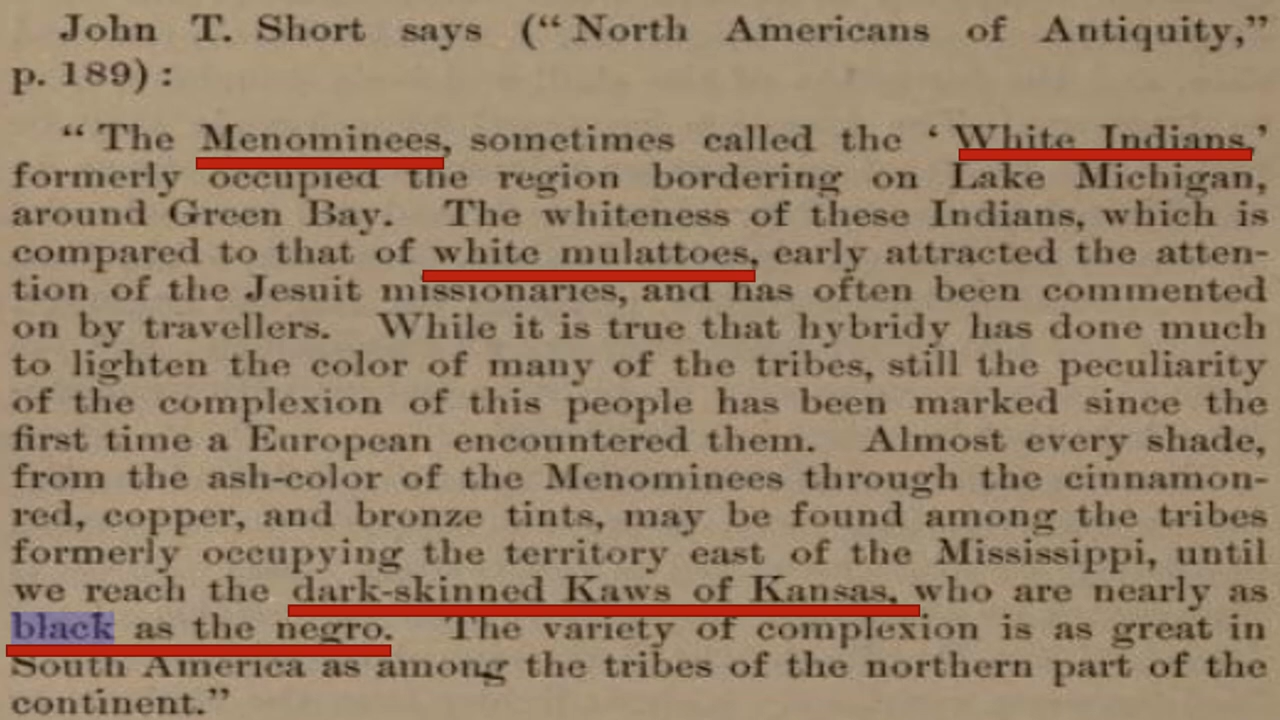 John T. Short says (“North Americans of Antiquity,”
p. 189) :
“ The Menominees, sometimes called the ‘ White Indians,’
formerly occupied the region bordering on Lake Michigan,
around Green Bay. The whiteness of these Indians, which is
compared to that of white mulattoes, early attracted the atten-
tion of the Jesuit missionaries, and has often been commented
on by travellers. While it is true that hybridy has done much
to lighten the color of many of the tribes, still the peculiarity
of the complexion of this people has been marked since the
first time a European encountered them. Almost every shade,
from the ash-color of the Menominees through the cinnamon-
red, copper, and bronze tints, may be found among the tribes
formerly occupying the territory east of the Mississippi, until
we reach the dark-skinned Kaws of Kansas, who are nearly as
black as the negro. The variety of complexion is as great in
South America as among the tribes of the northern part of the
continent.”